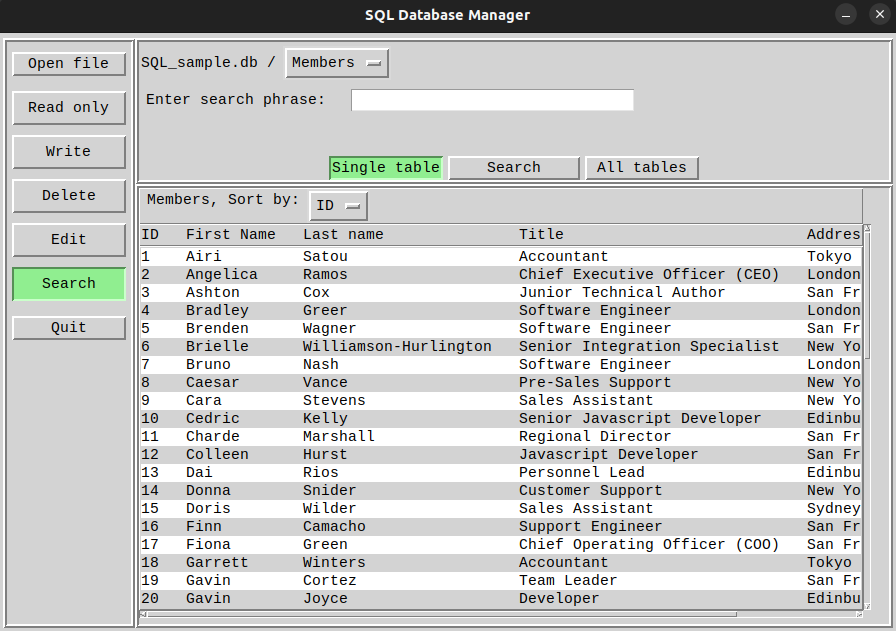 SQL Database Manager
Open file
Read only
Write
Delete
Edit
Search
Quit
SQL_sample.db / Members
Enter search phrase:
Single table Search All tables
Members, Sort by: ID
ID First Name Last name Title Addres
1 Airi Satou Accountant Tokyo
2 Angelica Ramos Chief Executive Officer (CEO) London
3 Ashton Cox Junior Technical Author San Fr
4 Bradley Greer Software Engineer London
5 Brenden Wagner Software Engineer San Fr
6 Brielle Williamson-Hurlington Senior Integration Specialist New Yo
7 Bruno Nash Software Engineer London
8 Caesar Vance Pre-Sales Support New Yo
9 Cara Stevens Sales Assistant New Yo
10 Cedric Kelly Senior Javascript Developer Edinbu
11 Charde Marshall Regional Director San Fr
12 Colleen Hurst Javascript Developer San Fr
13 Dai Rios Personnel Lead Edinbu
14 Donna Snider Customer Support New Yo
15 Doris Wilder Sales Assistant Sydney
16 Finn Camacho Support Engineer San Fr
17 Fiona Green Chief Operating Officer (COO) San Fr
18 Garrett Winters Accountant Tokyo
19 Gavin Cortez Team Leader San Fr
20 Gavin Joyce Developer Edinbu